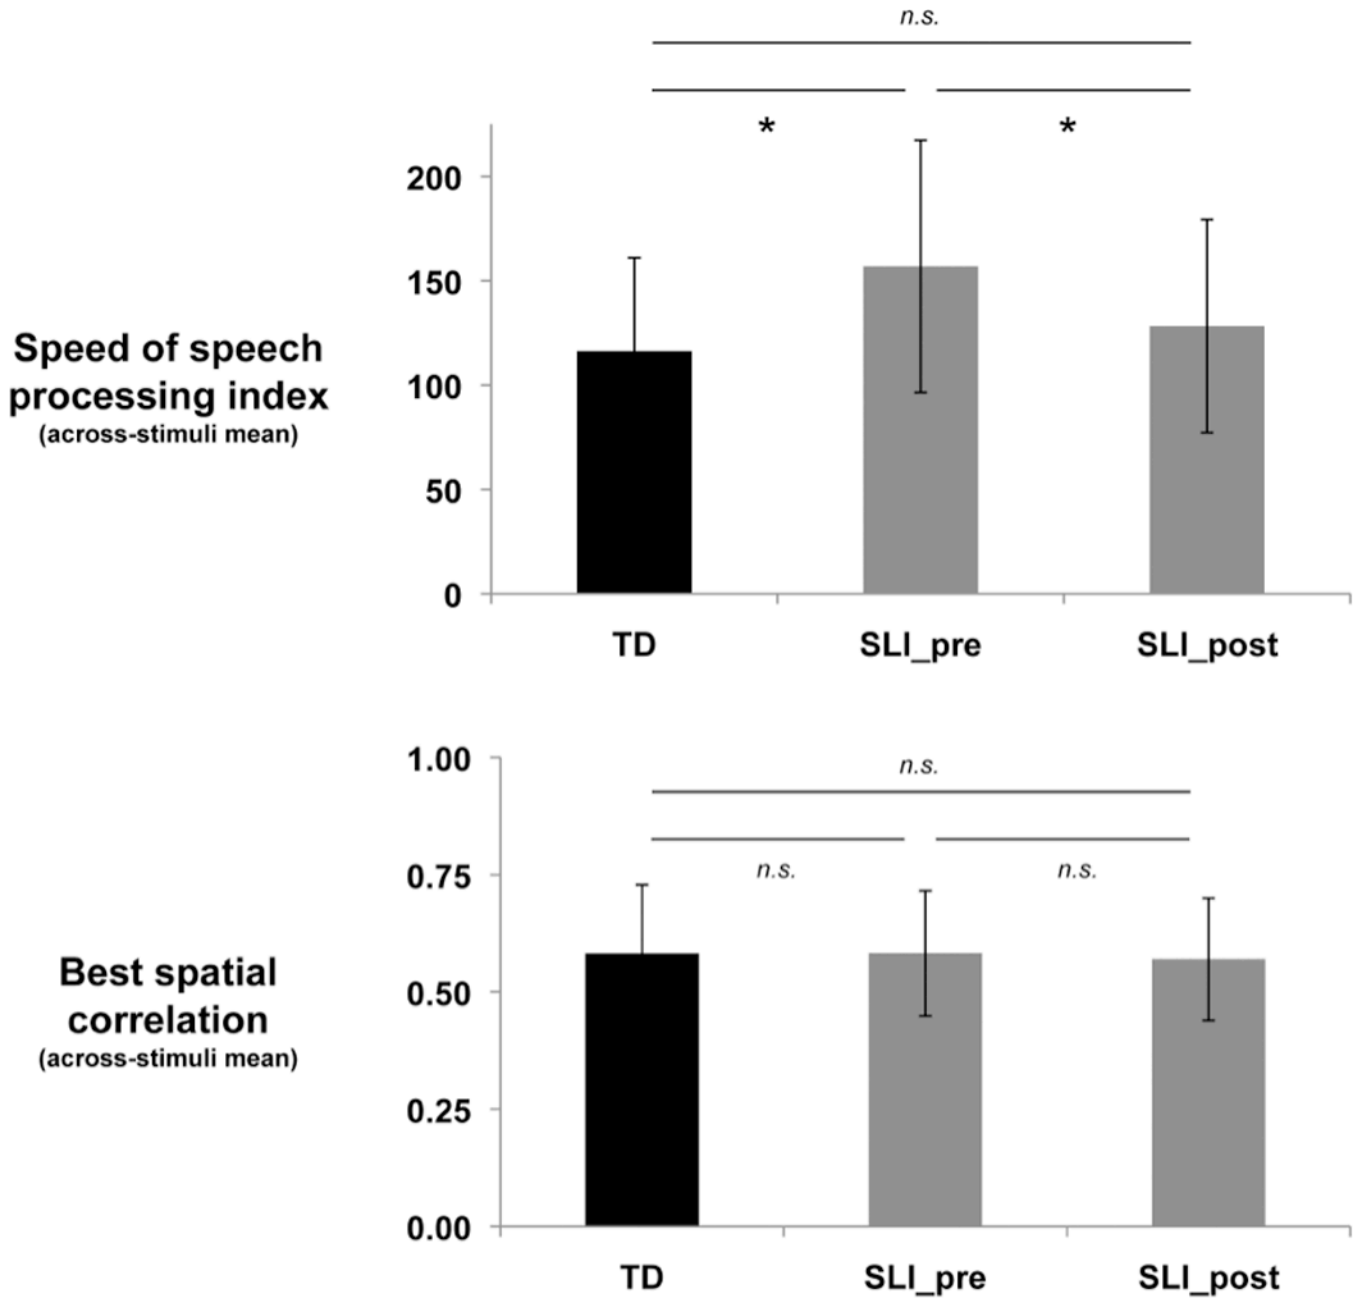 n.s.
* *
200
150
100
50
0
Speed of speech
processing index
(across-stimuli mean)
TD SLI_pre SLI_post
1.00
0.75
0.50
0.25
0.00
n.s.
n.s. n.s.
Best spatial
correlation
(across-stimuli mean)
TD SLI_pre SLI_post